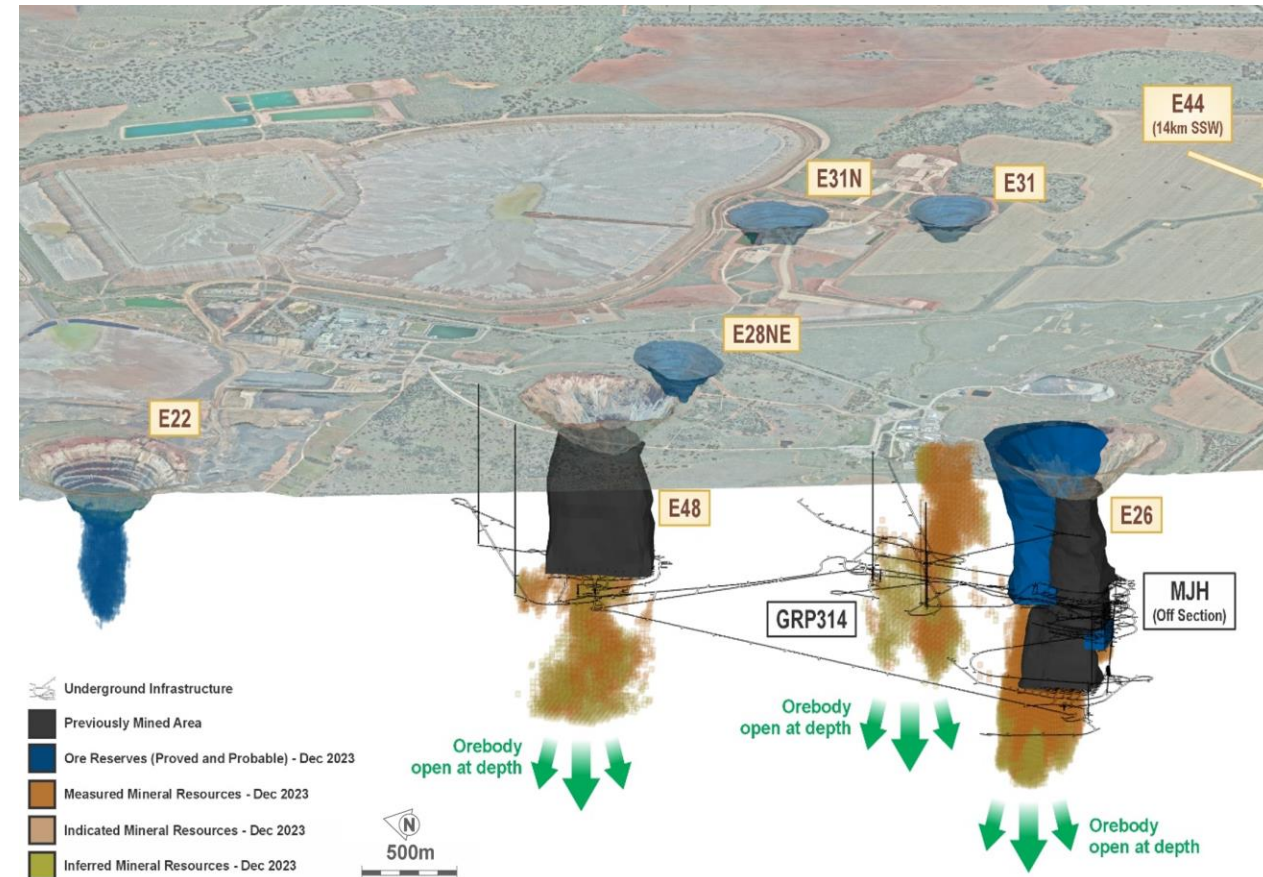 E44
(14km SSW)
E31N
E31
E28NE
E22
E48
E26
MJH
(Off Section)
GRP314
Orebody
open at depth
Orebody
open at depth
Orebody
open at depth
Underground Infrastructure
Previously Mined Area
Ore Reserves (Proved and Probable) - Dec 2023
Measured Mineral Resources - Dec 2023
Indicated Mineral Resources - Dec 2023
Inferred Mineral Resources - Dec 2023
N
500m